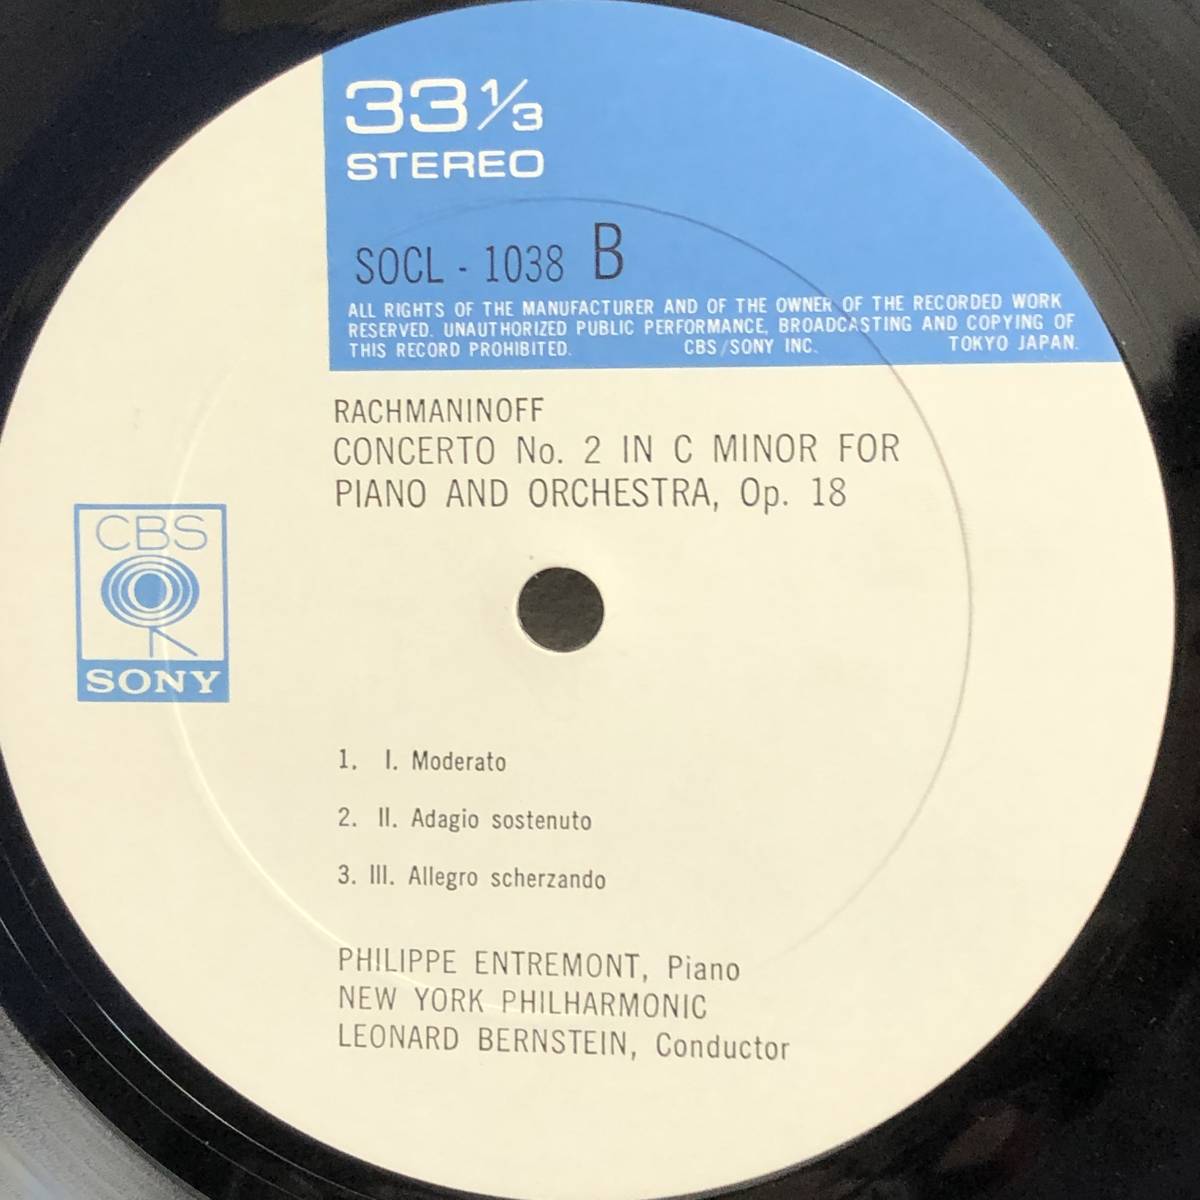 33 1/3
STEREO
SOCL - 1038 B
ALL RIGHTS OF THE MANUFACTURER AND OF THE OWNER OF THE RECORDED WORK
RESERVED. UNAUTHORIZED PUBLIC PERFORMANCE, BROADCASTING AND COPYING OF
THIS RECORD PROHIBITED. CBS/SONY INC. TOKYO JAPAN.
RACHMANINOFF
CONCERTO No. 2 IN C MINOR FOR
PIANO AND ORCHESTRA, Op. 18
CBS
SONY
1. I. Moderato
2. II. Adagio sostenuto
3. III. Allegro scherzando
PHILIPPE ENTREMONT, Piano
NEW YORK PHILHARMONIC
LEONARD BERNSTEIN, Conductor